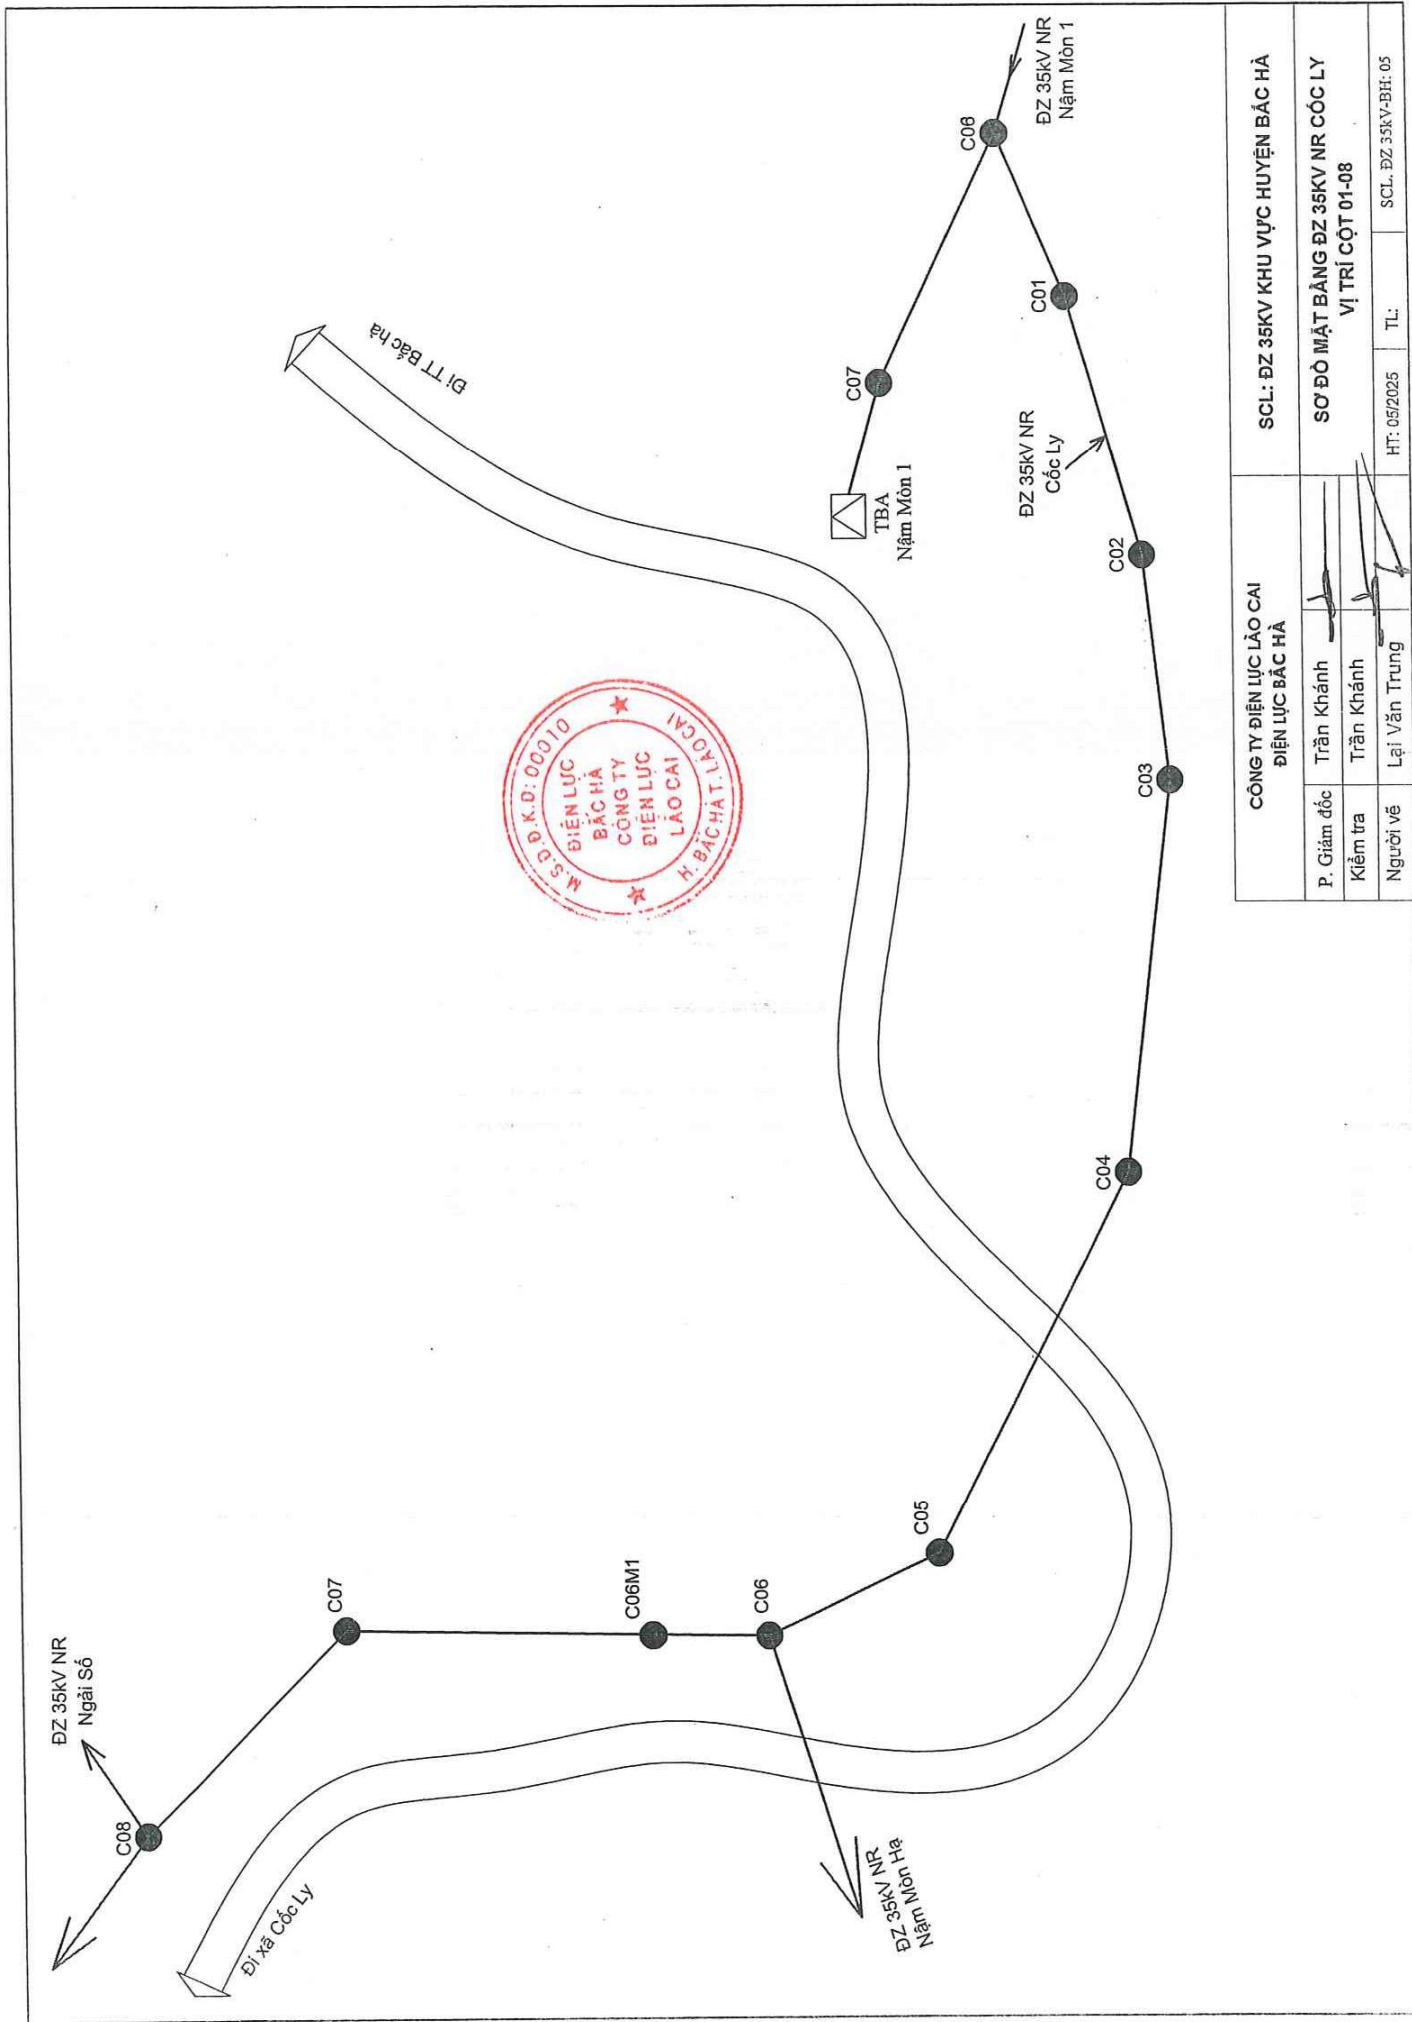 ĐZ 35kV NR
Ngải Số
C08
C07
C06M1
C06
C05
C04
C03
C02
C01
C06
C07
Đi xã Cốc Ly
ĐZ 35kV NR
Nậm Mòn Hạ
Đi TT Bắc hà
TBA
Nậm Mòn 1
ĐZ 35kV NR
Cốc Ly
ĐZ 35kV NR
Nậm Mòn 1
M.S.D.Đ.K.D: 00010
ĐIỆN LỰC
BẮC HÀ
CÔNG TY
ĐIỆN LỰC
LÀO CAI
H. BẮC HÀ T. LÀO CAI
CÔNG TY ĐIỆN LỰC LÀO CAI
ĐIỆN LỰC BẮC HÀ
SCL: ĐZ 35KV KHU VỰC HUYỆN BẮC HÀ
P. Giám đốc Trần Khánh
Kiểm tra Trần Khánh
Người vẽ Lại Văn Trung
SƠ ĐỒ MẶT BẰNG ĐZ 35KV NR CÓC LY
VỊ TRÍ CỘT 01-08
HT: 05/2025 TL: SCL. ĐZ 35kV-BH: 05